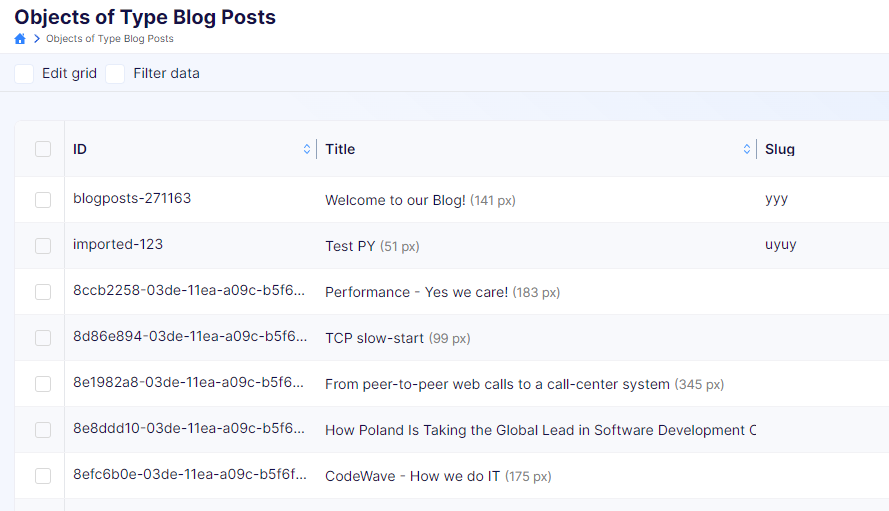 Objects of Type Blog Posts
Objects of Type Blog Posts
Edit grid Filter data
ID Title Slug
blogposts-271163 Welcome to our Blog! (141 px) yyy
imported-123 Test PY (51 px) uyuy
8ccb2258-03de-11ea-a09c-b5f6... Performance - Yes we care! (183 px)
8d86e894-03de-11ea-a09c-b5f6... TCP slow-start (99 px)
8e1982a8-03de-11ea-a09c-b5f6... From peer-to-peer web calls to a call-center system (345 px)
8e8ddd10-03de-11ea-a09c-b5f6... How Poland Is Taking the Global Lead in Software Development
8efc6b0e-03de-11ea-a09c-b5f6f... CodeWave - How we do IT (175 px)